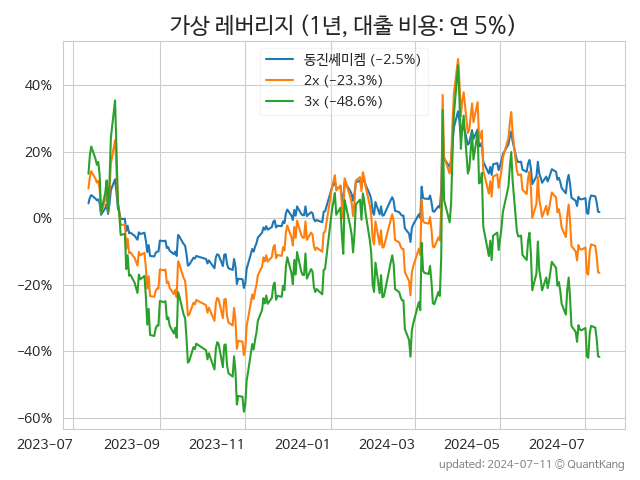 가상 레버리지 (1년, 대출 비용: 연 5%)
동진쎄미켐 (−2.5%)
2x (−23.3%)
3x (−48.6%)
40%
20%
0%
−20%
−40%
−60%
2023-07
2023-09
2023-11
2024-01
2024-03
2024-05
2024-07
updated: 2024-07-11 © QuantKang